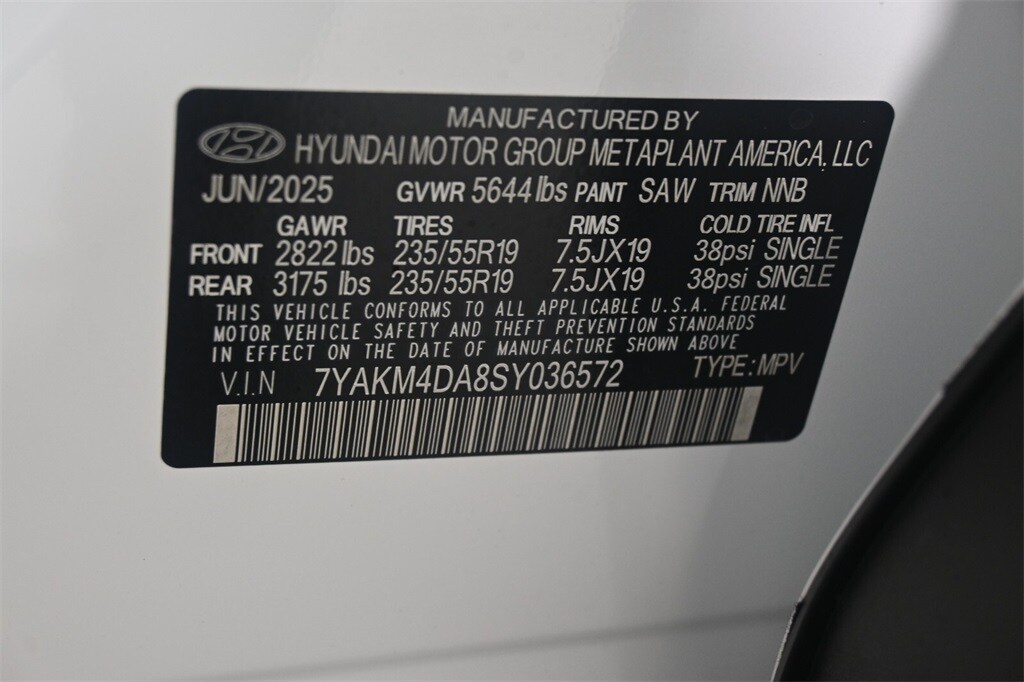 MANUFACTURED BY
HYUNDAI MOTOR GROUP METAPLANT AMERICA, LLC
JUN/2025 GVWR 5644 lbs PAINT SAW TRIM NNB
GAWR TIRES RIMS COLD TIRE INFL
FRONT 2822 lbs 235/55R19 7.5JX19 38psi SINGLE
REAR 3175 lbs 235/55R19 7.5JX19 38psi SINGLE
THIS VEHICLE CONFORMS TO ALL APPLICABLE U.S.A. FEDERAL
MOTOR VEHICLE SAFETY AND THEFT PREVENTION STANDARDS
IN EFFECT ON THE DATE OF MANUFACTURE SHOWN ABOVE
V.I.N 7YAKM4DA8SY036572 TYPE: MPV